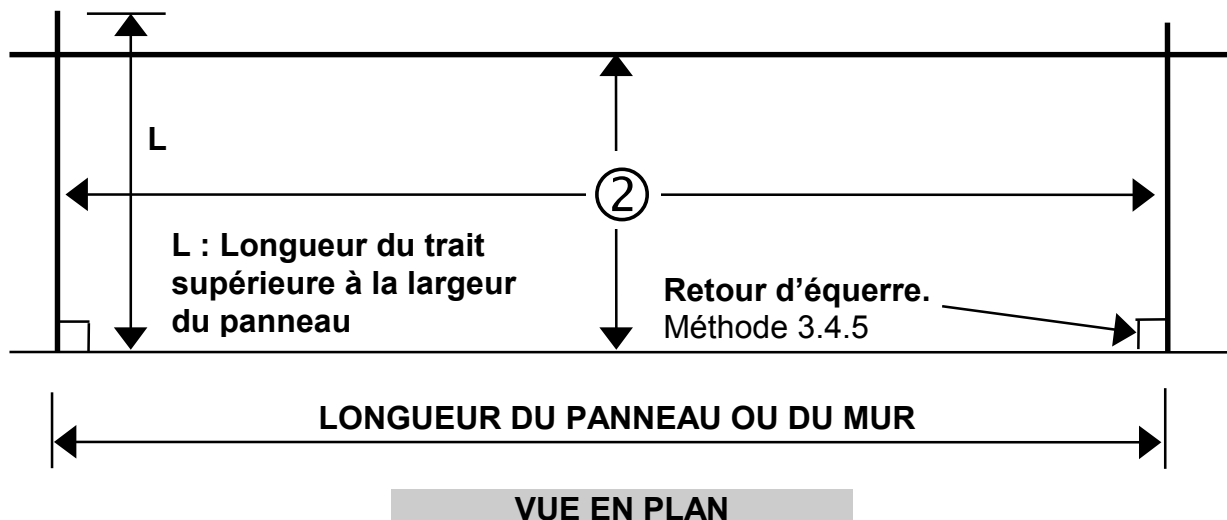 L
②
L : Longueur du trait
supérieure à la largeur
du panneau
Retour d’équerre.
Méthode 3.4.5
LONGUEUR DU PANNEAU OU DU MUR
VUE EN PLAN